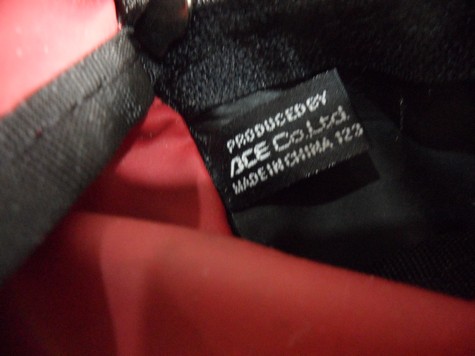 PRODUCED BY
ACE Co.Ltd.
MADE IN CHINA 123